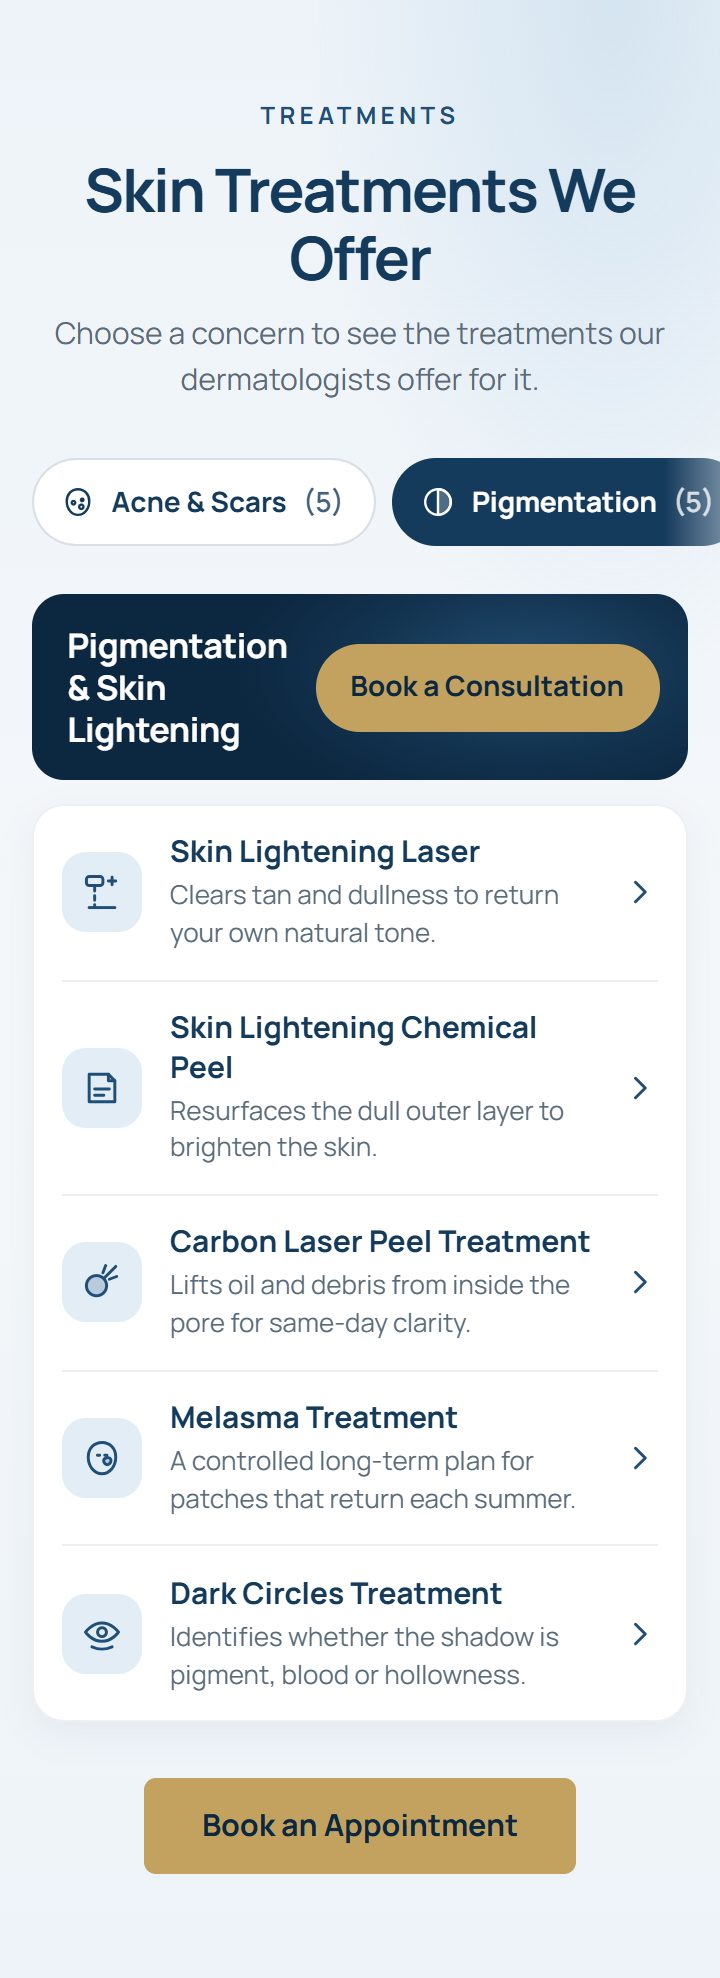 TREATMENTS
Skin Treatments We
Offer
Choose a concern to see the treatments our
dermatologists offer for it.
Acne & Scars (5)
Pigmentation (5)
Pigmentation
& Skin
Lightening
Book a Consultation
Skin Lightening Laser
Clears tan and dullness to return
your own natural tone.
Skin Lightening Chemical
Peel
Resurfaces the dull outer layer to
brighten the skin.
Carbon Laser Peel Treatment
Lifts oil and debris from inside the
pore for same-day clarity.
Melasma Treatment
A controlled long-term plan for
patches that return each summer.
Dark Circles Treatment
Identifies whether the shadow is
pigment, blood or hollowness.
Book an Appointment